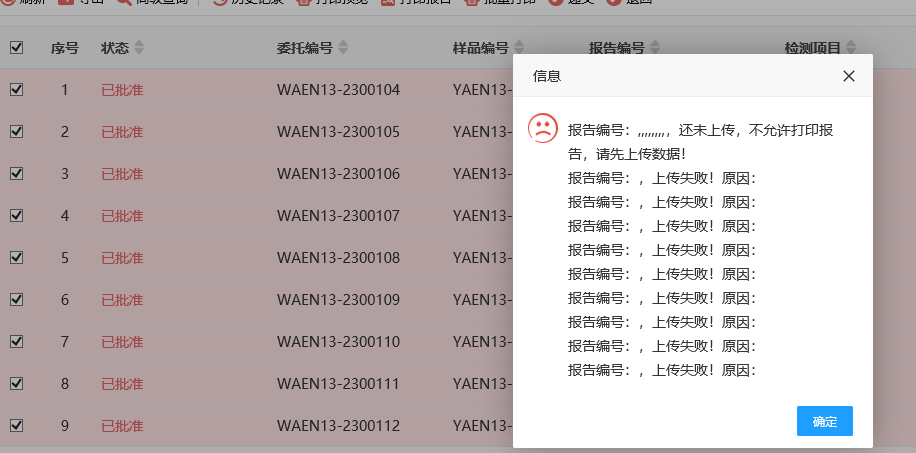 刷新 导出 高级查询 历史记录 打印预览 打印报告 批量打印 递交 退回
序号 状态 委托编号 样品编号 报告编号 检测项目
1 已批准 WAEN13-2300104 YAEN13-
2 已批准 WAEN13-2300105 YAEN13-
3 已批准 WAEN13-2300106 YAEN13-
4 已批准 WAEN13-2300107 YAEN13-
5 已批准 WAEN13-2300108 YAEN13-
6 已批准 WAEN13-2300109 YAEN13-
7 已批准 WAEN13-2300110 YAEN13-
8 已批准 WAEN13-2300111 YAEN13-
9 已批准 WAEN13-2300112 YAEN13-
信息
报告编号：,,,,,,,,，还未上传，不允许打印报
告，请先上传数据！
报告编号：，上传失败！原因：
报告编号：，上传失败！原因：
报告编号：，上传失败！原因：
报告编号：，上传失败！原因：
报告编号：，上传失败！原因：
报告编号：，上传失败！原因：
报告编号：，上传失败！原因：
报告编号：，上传失败！原因：
报告编号：，上传失败！原因：
确定